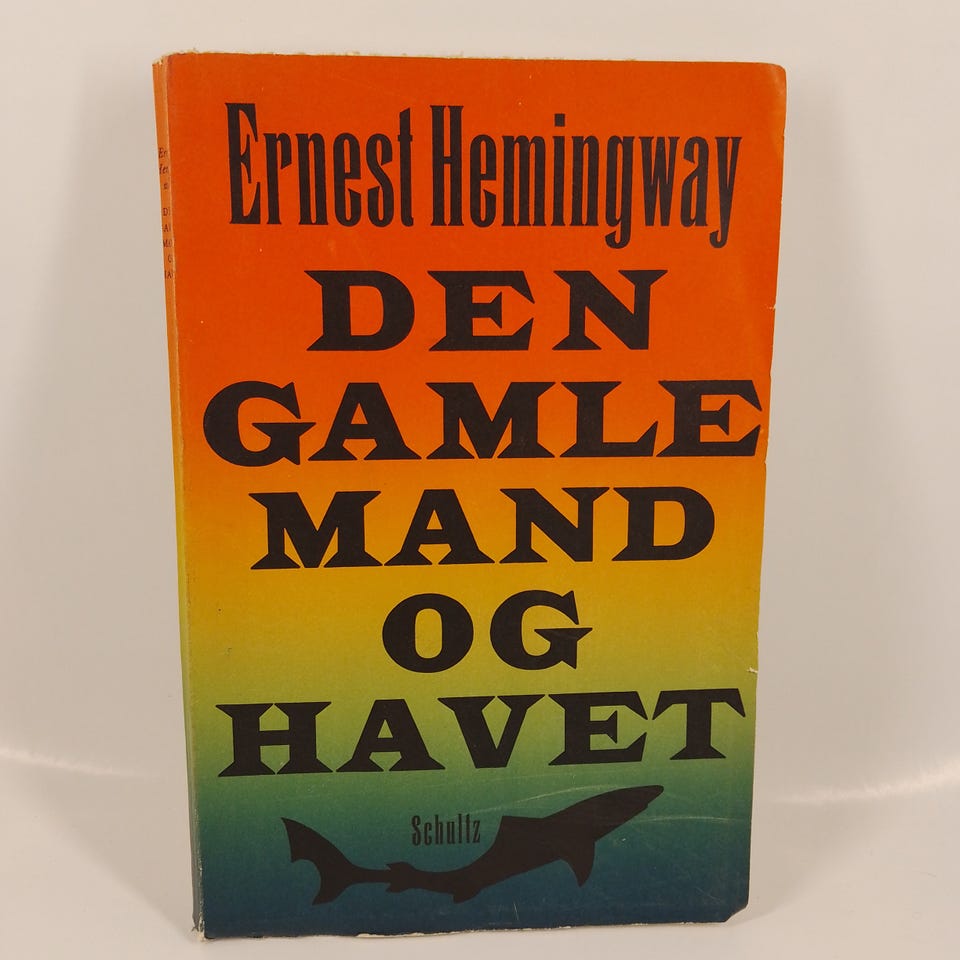 Ernest Hemingway
DEN
GAMLE
MAND
OG
HAVET
Schultz